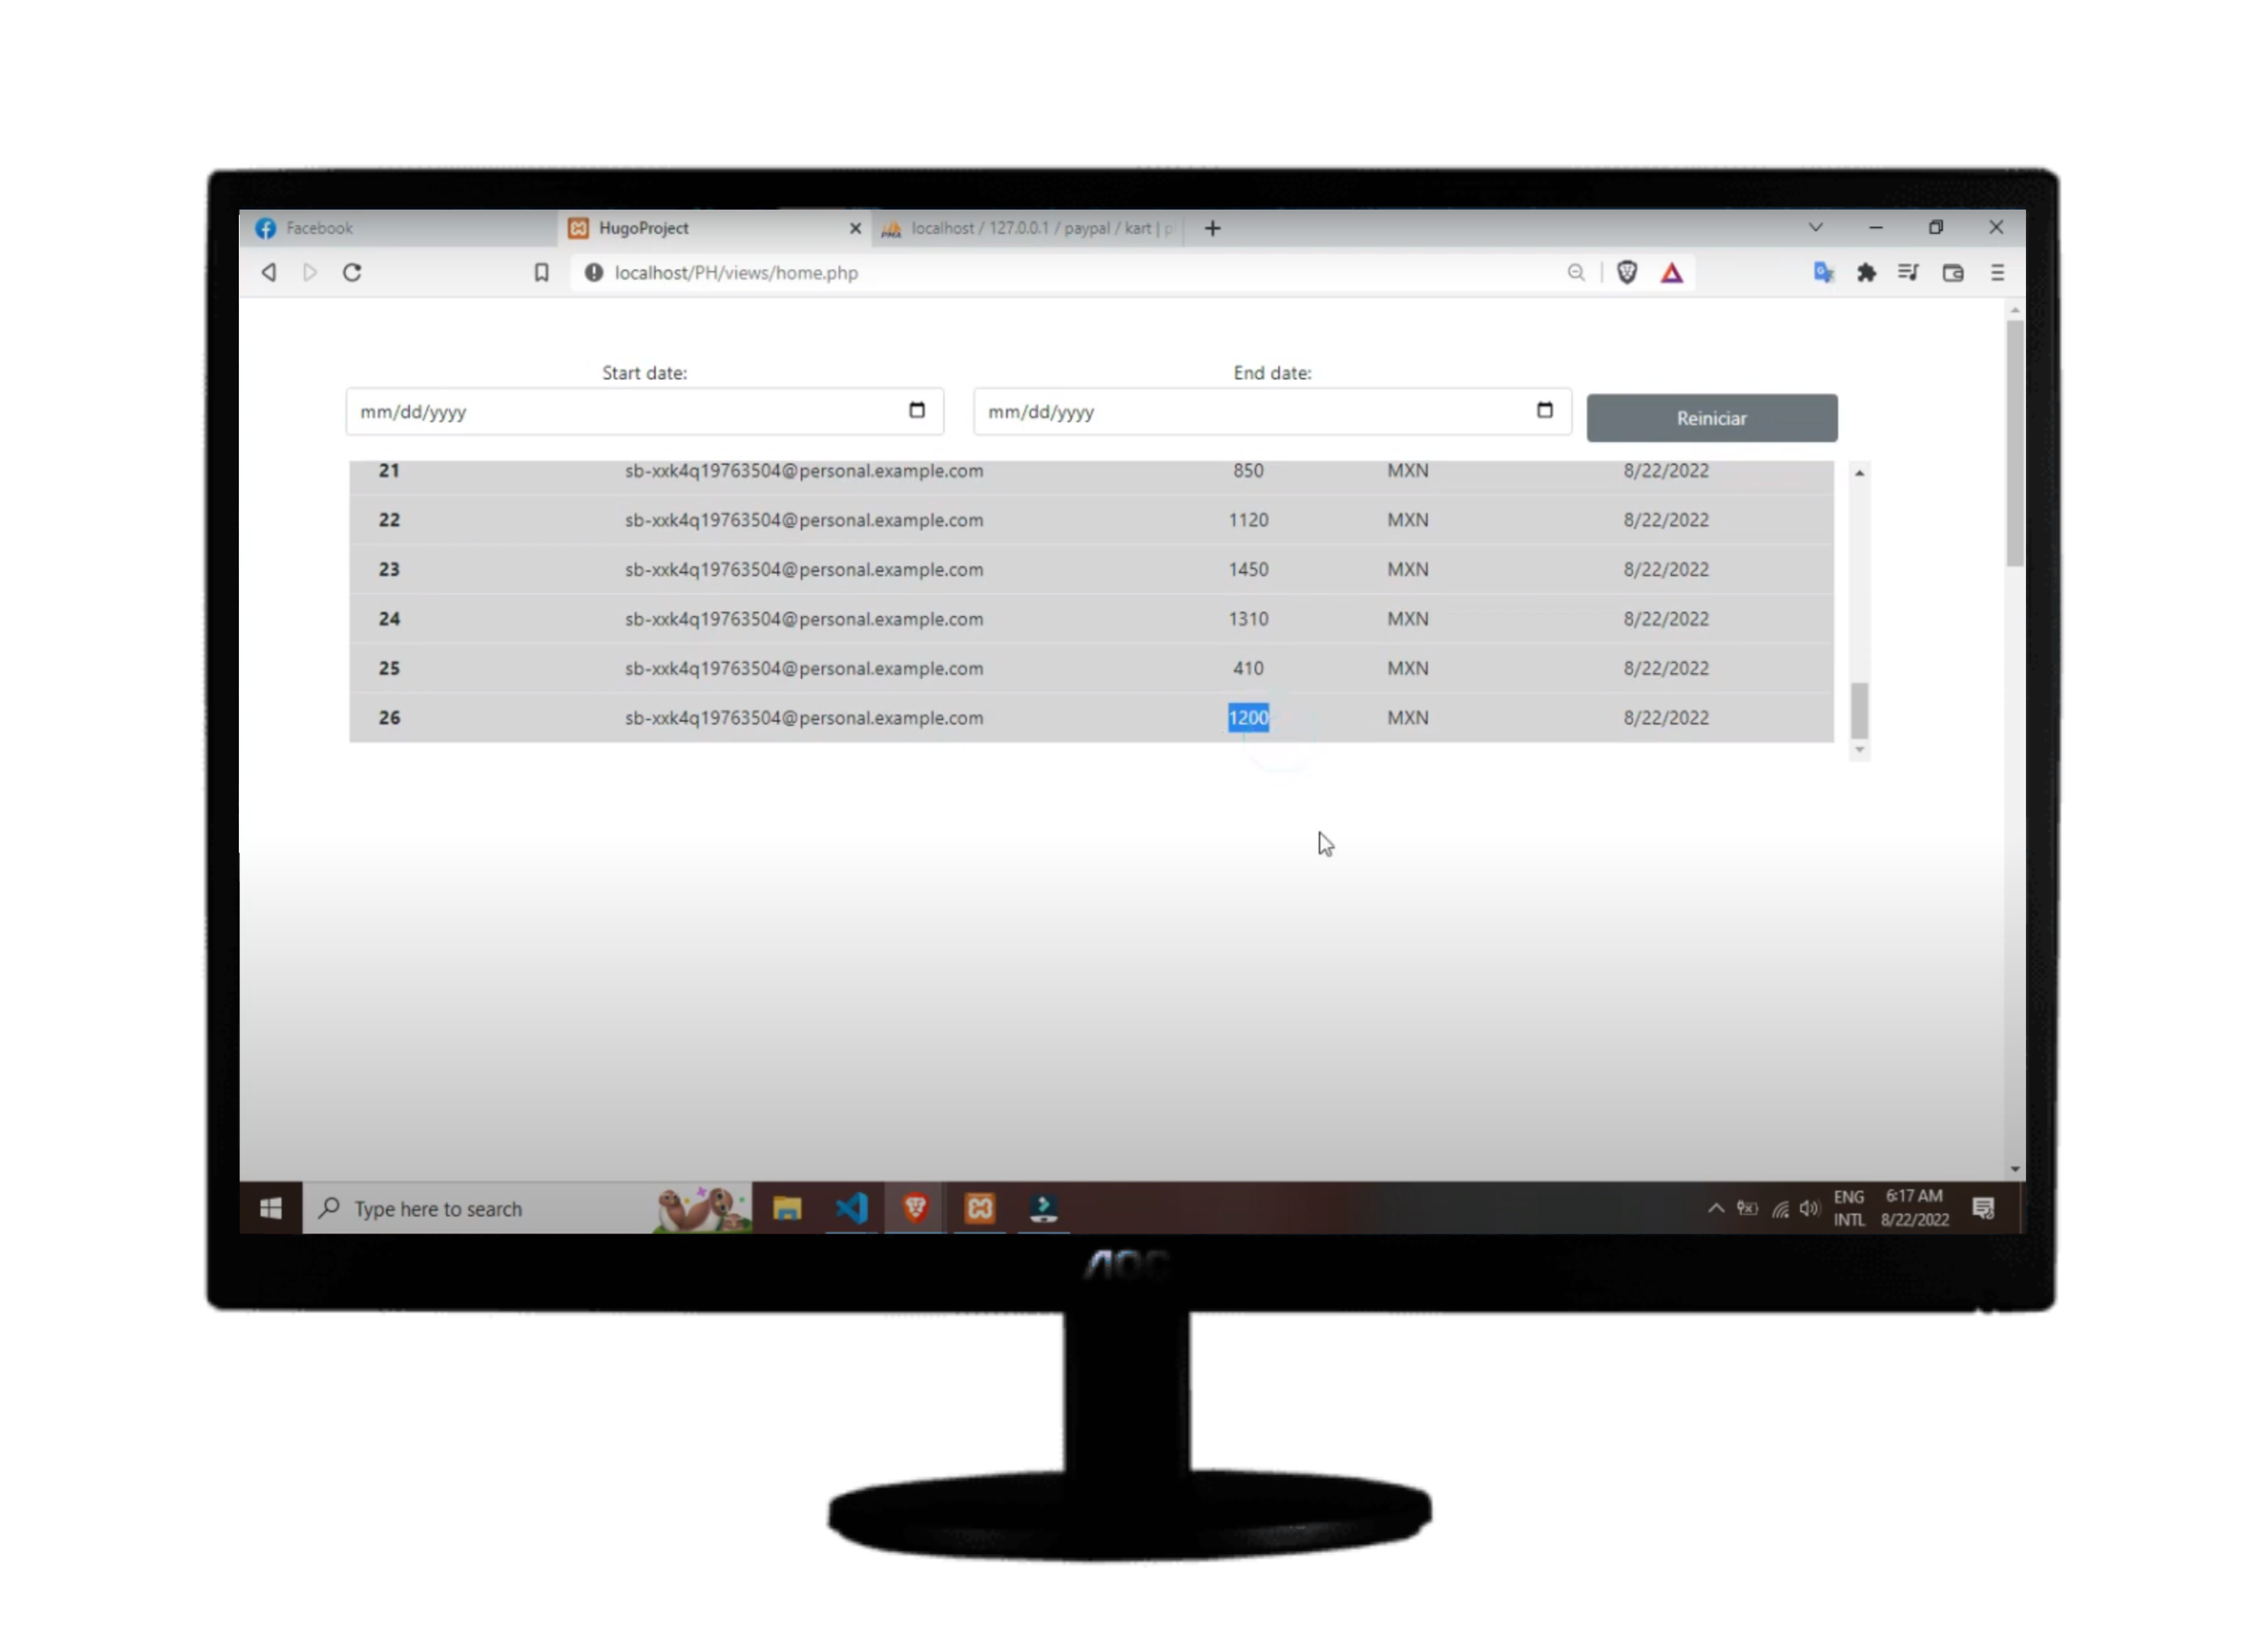 Facebook
HugoProject
localhost / 127.0.0.1 / paypal / kart | p
localhost/PH/views/home.php
Start date:
End date:
mm/dd/yyyy
mm/dd/yyyy
Reiniciar
21 sb-xxk4q19763504@personal.example.com 850 MXN 8/22/2022
22 sb-xxk4q19763504@personal.example.com 1120 MXN 8/22/2022
23 sb-xxk4q19763504@personal.example.com 1450 MXN 8/22/2022
24 sb-xxk4q19763504@personal.example.com 1310 MXN 8/22/2022
25 sb-xxk4q19763504@personal.example.com 410 MXN 8/22/2022
26 sb-xxk4q19763504@personal.example.com 1200 MXN 8/22/2022
Type here to search
ENG
6:17 AM
INTL
8/22/2022
AOC